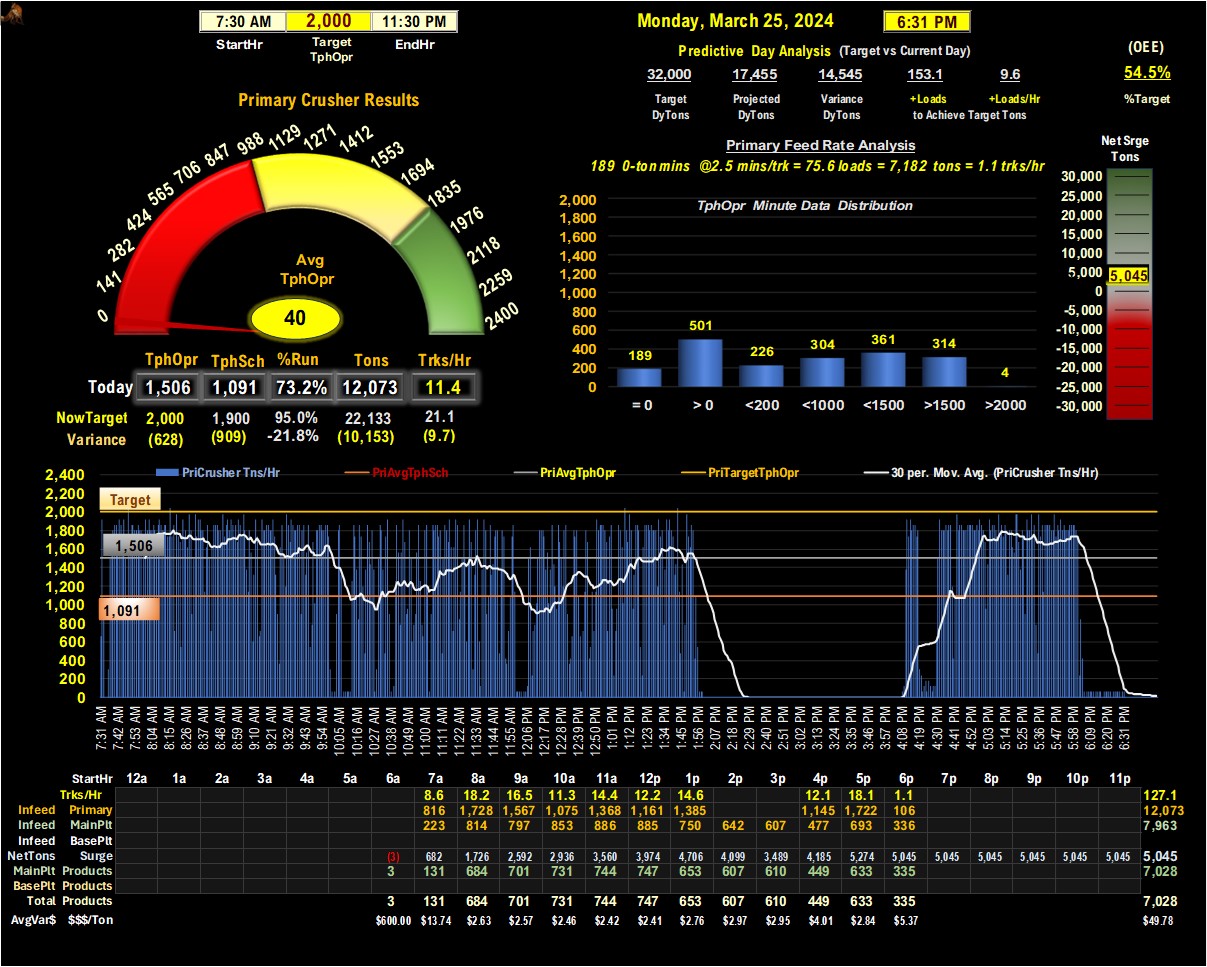 7:30 AM 2,000 11:30 PM
StartHr Target TphOpr EndHr
Monday, March 25, 2024 6:31 PM
Predictive Day Analysis (Target vs Current Day)
32,000 17,455 14,545 153.1 9.6
Target DyTons Projected DyTons Variance DyTons +Loads +Loads/Hr
to Achieve Target Tons
(OEE)
54.5%
%Target
Primary Crusher Results
0 141 282 424 565 706 847 988 1129 1271 1412 1553 1694 1835 1976 2118 2259 2400
Avg
TphOpr
40
TphOpr TphSch %Run Tons Trks/Hr
Today 1,506 1,091 73.2% 12,073 11.4
NowTarget 2,000 1,900 95.0% 22,133 21.1
Variance (628) (909) -21.8% (10,153) (9.7)
Primary Feed Rate Analysis
189 0-ton mins @2.5 mins/trk = 75.6 loads = 7,182 tons = 1.1 trks/hr
TphOpr Minute Data Distribution
2,000
1,800
1,600
1,400
1,200
1,000
800
600
400
200
0
189 501 226 304 361 314 4
= 0 > 0 <200 <1000 <1500 >1500 >2000
Net Srge
Tons
30,000
25,000
20,000
15,000
10,000
5,000
0
-5,000
-10,000
-15,000
-20,000
-25,000
-30,000
5,045
PriCrusher Tns/Hr PriAvgTphSch PriAvgTphOpr PriTargetTphOpr 30 per. Mov. Avg. (PriCrusher Tns/Hr)
2,400
2,200
2,000
1,800
1,600
1,400
1,200
1,000
800
600
400
200
0
Target
1,506
1,091
7:31 AM 7:42 AM 7:53 AM 8:04 AM 8:15 AM 8:26 AM 8:37 AM 8:48 AM 8:59 AM 9:10 AM 9:21 AM 9:32 AM 9:43 AM 9:54 AM 10:05 AM 10:16 AM 10:27 AM 10:38 AM 10:49 AM 11:00 AM 11:11 AM 11:22 AM 11:33 AM 11:44 AM 11:55 AM 12:06 PM 12:17 PM 12:28 PM 12:39 PM 12:50 PM 1:01 PM 1:12 PM 1:23 PM 1:34 PM 1:45 PM 1:56 PM 2:07 PM 2:18 PM 2:29 PM 2:40 PM 2:51 PM 3:02 PM 3:13 PM 3:24 PM 3:35 PM 3:46 PM 3:57 PM 4:08 PM 4:19 PM 4:30 PM 4:41 PM 4:52 PM 5:03 PM 5:14 PM 5:25 PM 5:36 PM 5:47 PM 5:58 PM 6:09 PM 6:20 PM 6:31 PM
StartHr 12a 1a 2a 3a 4a 5a 6a 7a 8a 9a 10a 11a 12p 1p 2p 3p 4p 5p 6p 7p 8p 9p 10p 11p
Trks/Hr 8.6 18.2 16.5 11.3 14.4 12.2 14.6 12.1 18.1 1.1 127.1
Infeed Primary 816 1,728 1,567 1,075 1,368 1,161 1,385 1,145 1,722 106 12,073
Infeed MainPlt 223 814 797 853 886 885 750 642 607 477 693 336 7,963
Infeed BasePlt
NetTons Surge (3) 682 1,726 2,592 2,936 3,560 3,974 4,706 4,099 3,489 4,185 5,274 5,045 5,045 5,045 5,045 5,045 5,045 5,045
MainPlt Products 3 131 684 701 731 744 747 653 607 610 449 633 335 7,028
BasePlt Products
Total Products 3 131 684 701 731 744 747 653 607 610 449 633 335 7,028
AvgVar$ $$$/Ton $600.00 $13.74 $2.63 $2.57 $2.46 $2.42 $2.41 $2.76 $2.97 $2.95 $4.01 $2.84 $5.37 $49.78